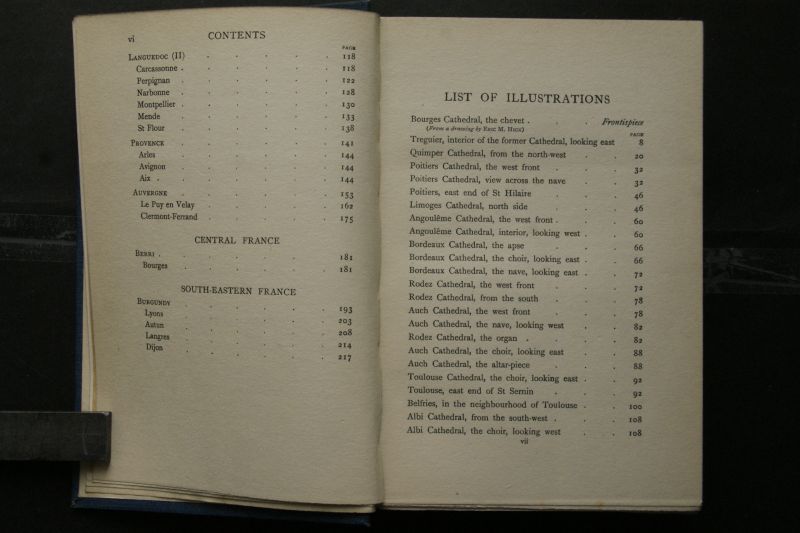 vi CONTENTS
PAGE
LANGUEDOC (II) . . . . . 118
Carcassonne . . . . . . 118
Perpignan . . . . . . 122
Narbonne . . . . . . 128
Montpellier . . . . . . 130
Mende . . . . . . 133
St Flour . . . . . . 138
PROVENCE . . . . . . 141
Arles . . . . . . 144
Avignon . . . . . . 144
Aix . . . . . . . 144
AUVERGNE . . . . . . 153
Le Puy en Velay . . . . . 162
Clermont-Ferrand . . . . . 175
CENTRAL FRANCE
BERRI . . . . . . . 181
Bourges . . . . . . 181
SOUTH-EASTERN FRANCE
BURGUNDY . . . . . . 193
Lyons . . . . . . 203
Autun . . . . . . 208
Langres . . . . . . 214
Dijon . . . . . . 217
LIST OF ILLUSTRATIONS
Bourges Cathedral, the chevet . . . Frontispiece
(From a drawing by ERIC M. HICK)
PAGE
Treguier, interior of the former Cathedral, looking east 8
Quimper Cathedral, from the north-west . . 20
Poitiers Cathedral, the west front . . . 32
Poitiers Cathedral, view across the nave . . 32
Poitiers, east end of St Hilaire . . . 46
Limoges Cathedral, north side . . . 46
Angoulême Cathedral, the west front . . . 60
Angoulême Cathedral, interior, looking west . . 60
Bordeaux Cathedral, the apse . . . 66
Bordeaux Cathedral, the choir, looking east . . 66
Bordeaux Cathedral, the nave, looking east . . 72
Rodez Cathedral, the west front . . . 72
Rodez Cathedral, from the south . . . 78
Auch Cathedral, the west front . . . 78
Auch Cathedral, the nave, looking west . . 82
Rodez Cathedral, the organ . . . . 82
Auch Cathedral, the choir, looking east . . 88
Auch Cathedral, the altar-piece . . . 88
Toulouse Cathedral, the choir, looking east . . 92
Toulouse, east end of St Sernin . . . 92
Belfries, in the neighbourhood of Toulouse . . 100
Albi Cathedral, from the south-west . . . 108
Albi Cathedral, the choir, looking west . . 108
vii